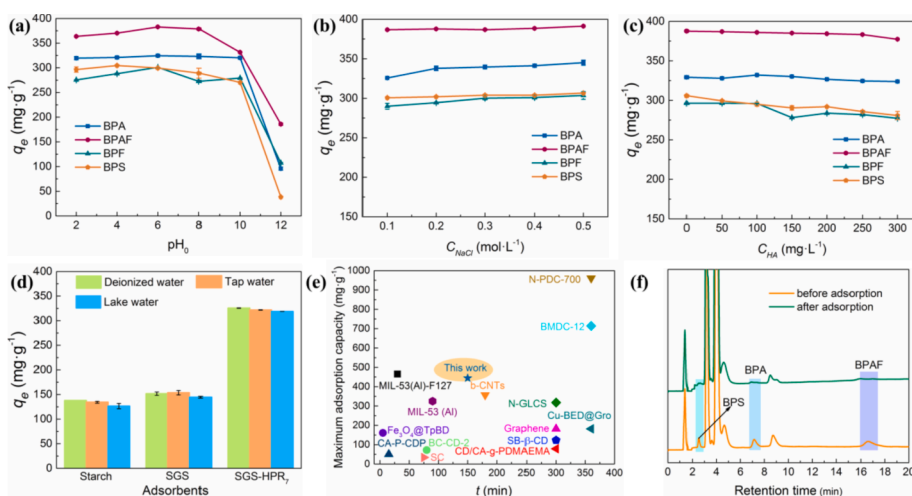 (a)
400
350
300
250
200
150
100
50
0
qe (mg·g-1)
BPA
BPAF
BPF
BPS
2 4 6 8 10 12
pH0
(b)
400
350
300
250
200
150
qe (mg·g-1)
BPA
BPAF
BPF
BPS
0.1 0.2 0.3 0.4 0.5
CNaCl (mol·L-1)
(c)
400
350
300
250
200
150
100
qe (mg·g-1)
BPA
BPAF
BPF
BPS
0 50 100 150 200 250 300
CHA (mg·L-1)
(d)
400
350
300
250
200
150
100
50
0
qe (mg·g-1)
Deionized water
Tap water
Lake water
Starch SGS SGS-HPR7
Adsorbents
(e)
1000
900
800
700
600
500
400
300
200
100
0
Maximum adsorption capacity (mg·g-1)
N-PDC-700
BMDC-12
This work
MIL-53(Al)-F127
b-CNTs
MIL-53 (Al)
N-GLCS
Cu-BED@Gro
Fe3O4@TpBD
Graphene
CA-P-CDP
BC-CD-2
SB-β-CD
SC
CD/CA-g-PDMAEMA
0 50 100 150 200 250 300 350 400
t (min)
(f)
before adsorption
after adsorption
BPA
BPAF
BPS
0 2 4 6 8 10 12 14 16 18 20
Retention time (min)